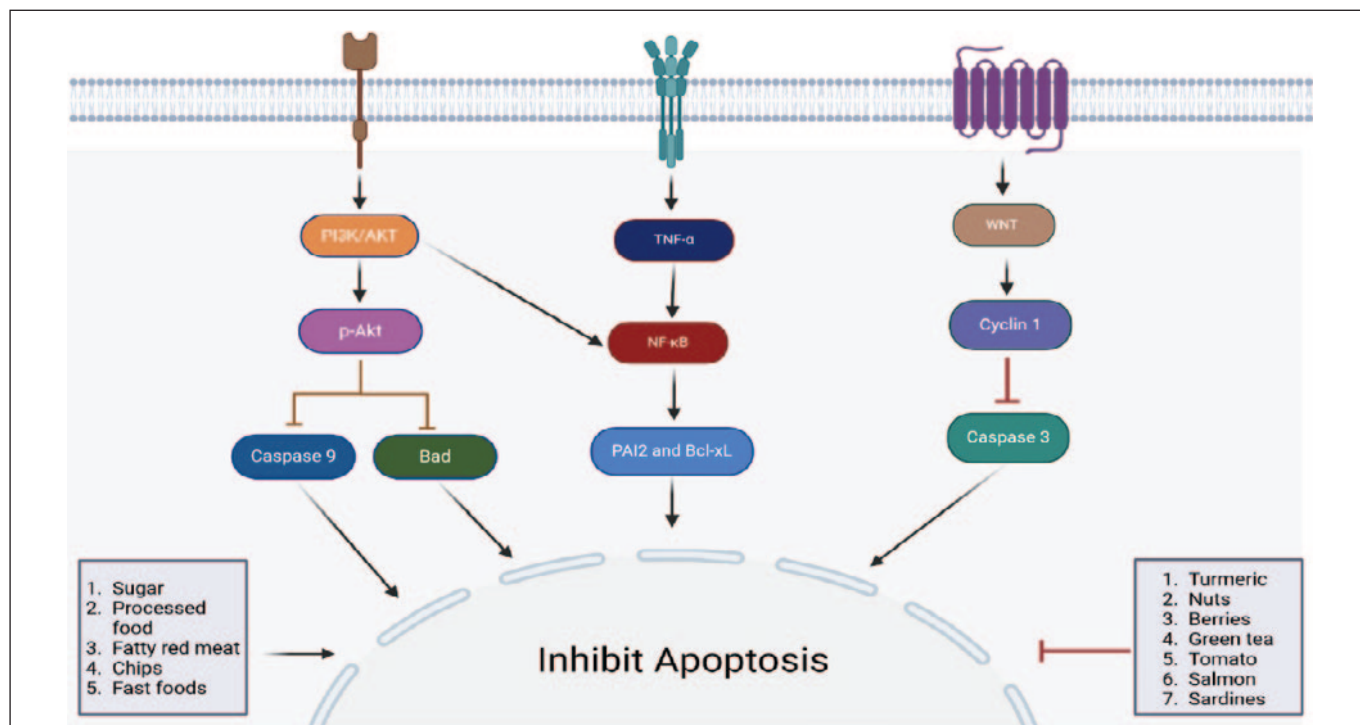 PI3K/AKT
TNF-α
WNT
p-Akt
NF-κB
Cyclin 1
Caspase 9
Bad
PAI2 and Bcl-xL
Caspase 3
1. Sugar
2. Processed
food
3. Fatty red meat
4. Chips
5. Fast foods
Inhibit Apoptosis
1. Turmeric
2. Nuts
3. Berries
4. Green tea
5. Tomato
6. Salmon
7. Sardines